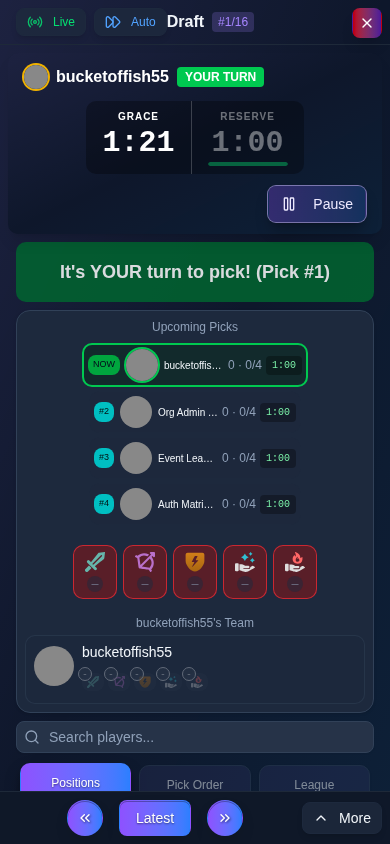 Live
Auto
Draft
#1/16
bucketoffish55
YOUR TURN
GRACE
RESERVE
1:21
1:00
Pause
It's YOUR turn to pick! (Pick #1)
Upcoming Picks
NOW
bucketoffis...
0 · 0/4
1:00
#2
Org Admin ...
0 · 0/4
1:00
#3
Event Lea...
0 · 0/4
1:00
#4
Auth Matri...
0 · 0/4
1:00
bucketoffish55's Team
bucketoffish55
Search players...
Positions
Pick Order
League
Latest
More